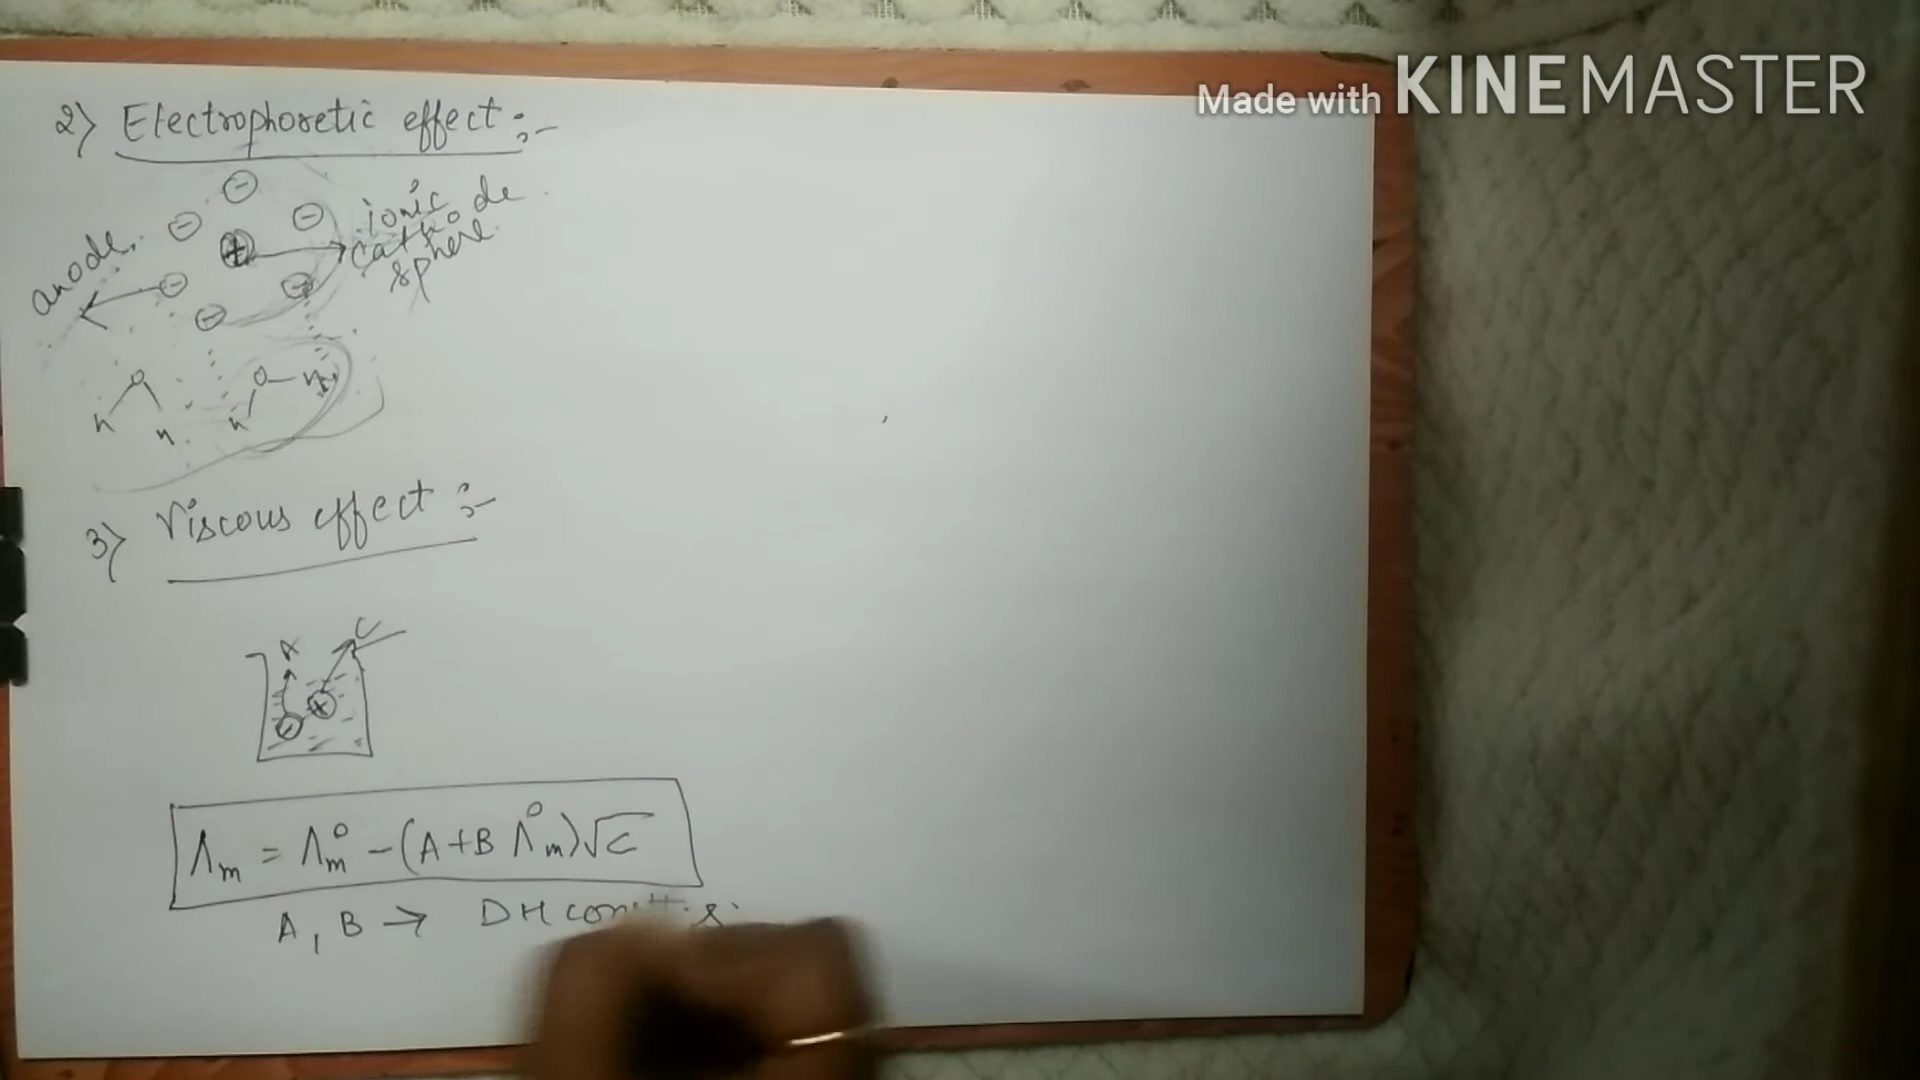 Made with KINEMASTER
2) Electrophoretic effect :-
anode.
ionic
cathode
sphere
O
H
H
O-H
H
3) Viscous effect :-
A
C
Λm = Λ°m - (A+B Λ°m)√C
A, B → DH